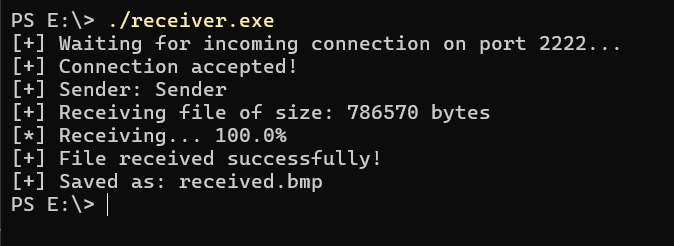 PS E:\> ./receiver.exe
[+] Waiting for incoming connection on port 2222...
[+] Connection accepted!
[+] Sender: Sender
[+] Receiving file of size: 786570 bytes
[*] Receiving... 100.0%
[+] File received successfully!
[+] Saved as: received.bmp
PS E:\>